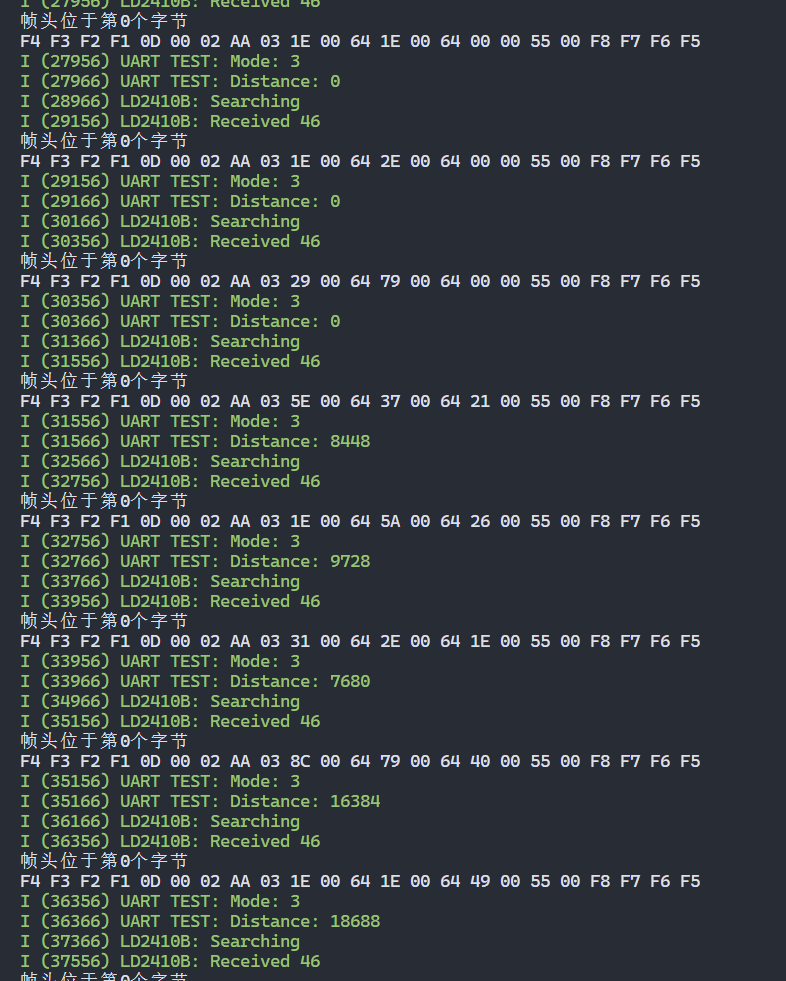 I (27956) LD2410B: Received 46
帧头位于第0个字节
F4 F3 F2 F1 0D 00 02 AA 03 1E 00 64 1E 00 64 00 00 55 00 F8 F7 F6 F5
I (27956) UART TEST: Mode: 3
I (27966) UART TEST: Distance: 0
I (28966) LD2410B: Searching
I (29156) LD2410B: Received 46
帧头位于第0个字节
F4 F3 F2 F1 0D 00 02 AA 03 1E 00 64 2E 00 64 00 00 55 00 F8 F7 F6 F5
I (29156) UART TEST: Mode: 3
I (29166) UART TEST: Distance: 0
I (30166) LD2410B: Searching
I (30356) LD2410B: Received 46
帧头位于第0个字节
F4 F3 F2 F1 0D 00 02 AA 03 29 00 64 79 00 64 00 00 55 00 F8 F7 F6 F5
I (30356) UART TEST: Mode: 3
I (30366) UART TEST: Distance: 0
I (31366) LD2410B: Searching
I (31556) LD2410B: Received 46
帧头位于第0个字节
F4 F3 F2 F1 0D 00 02 AA 03 5E 00 64 37 00 64 21 00 55 00 F8 F7 F6 F5
I (31556) UART TEST: Mode: 3
I (31566) UART TEST: Distance: 8448
I (32566) LD2410B: Searching
I (32756) LD2410B: Received 46
帧头位于第0个字节
F4 F3 F2 F1 0D 00 02 AA 03 1E 00 64 5A 00 64 26 00 55 00 F8 F7 F6 F5
I (32756) UART TEST: Mode: 3
I (32766) UART TEST: Distance: 9728
I (33766) LD2410B: Searching
I (33956) LD2410B: Received 46
帧头位于第0个字节
F4 F3 F2 F1 0D 00 02 AA 03 31 00 64 2E 00 64 1E 00 55 00 F8 F7 F6 F5
I (33956) UART TEST: Mode: 3
I (33966) UART TEST: Distance: 7680
I (34966) LD2410B: Searching
I (35156) LD2410B: Received 46
帧头位于第0个字节
F4 F3 F2 F1 0D 00 02 AA 03 8C 00 64 79 00 64 40 00 55 00 F8 F7 F6 F5
I (35156) UART TEST: Mode: 3
I (35166) UART TEST: Distance: 16384
I (36166) LD2410B: Searching
I (36356) LD2410B: Received 46
帧头位于第0个字节
F4 F3 F2 F1 0D 00 02 AA 03 1E 00 64 1E 00 64 49 00 55 00 F8 F7 F6 F5
I (36356) UART TEST: Mode: 3
I (36366) UART TEST: Distance: 18688
I (37366) LD2410B: Searching
I (37556) LD2410B: Received 46
帧头位于第0个字节